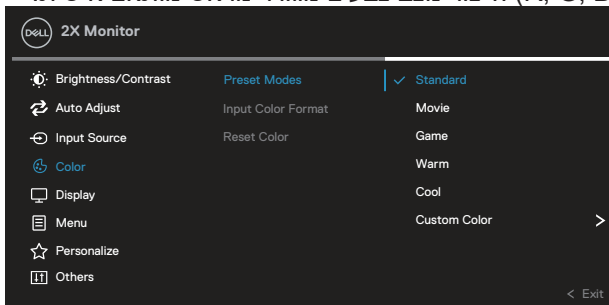 (R, G, B
DELL 2X Monitor
Brightness/Contrast Preset Modes Standard
Auto Adjust Input Color Format Movie
Input Source Reset Color Game
Color Warm
Display Cool
Menu Custom Color >
Personalize
Others
< Exit